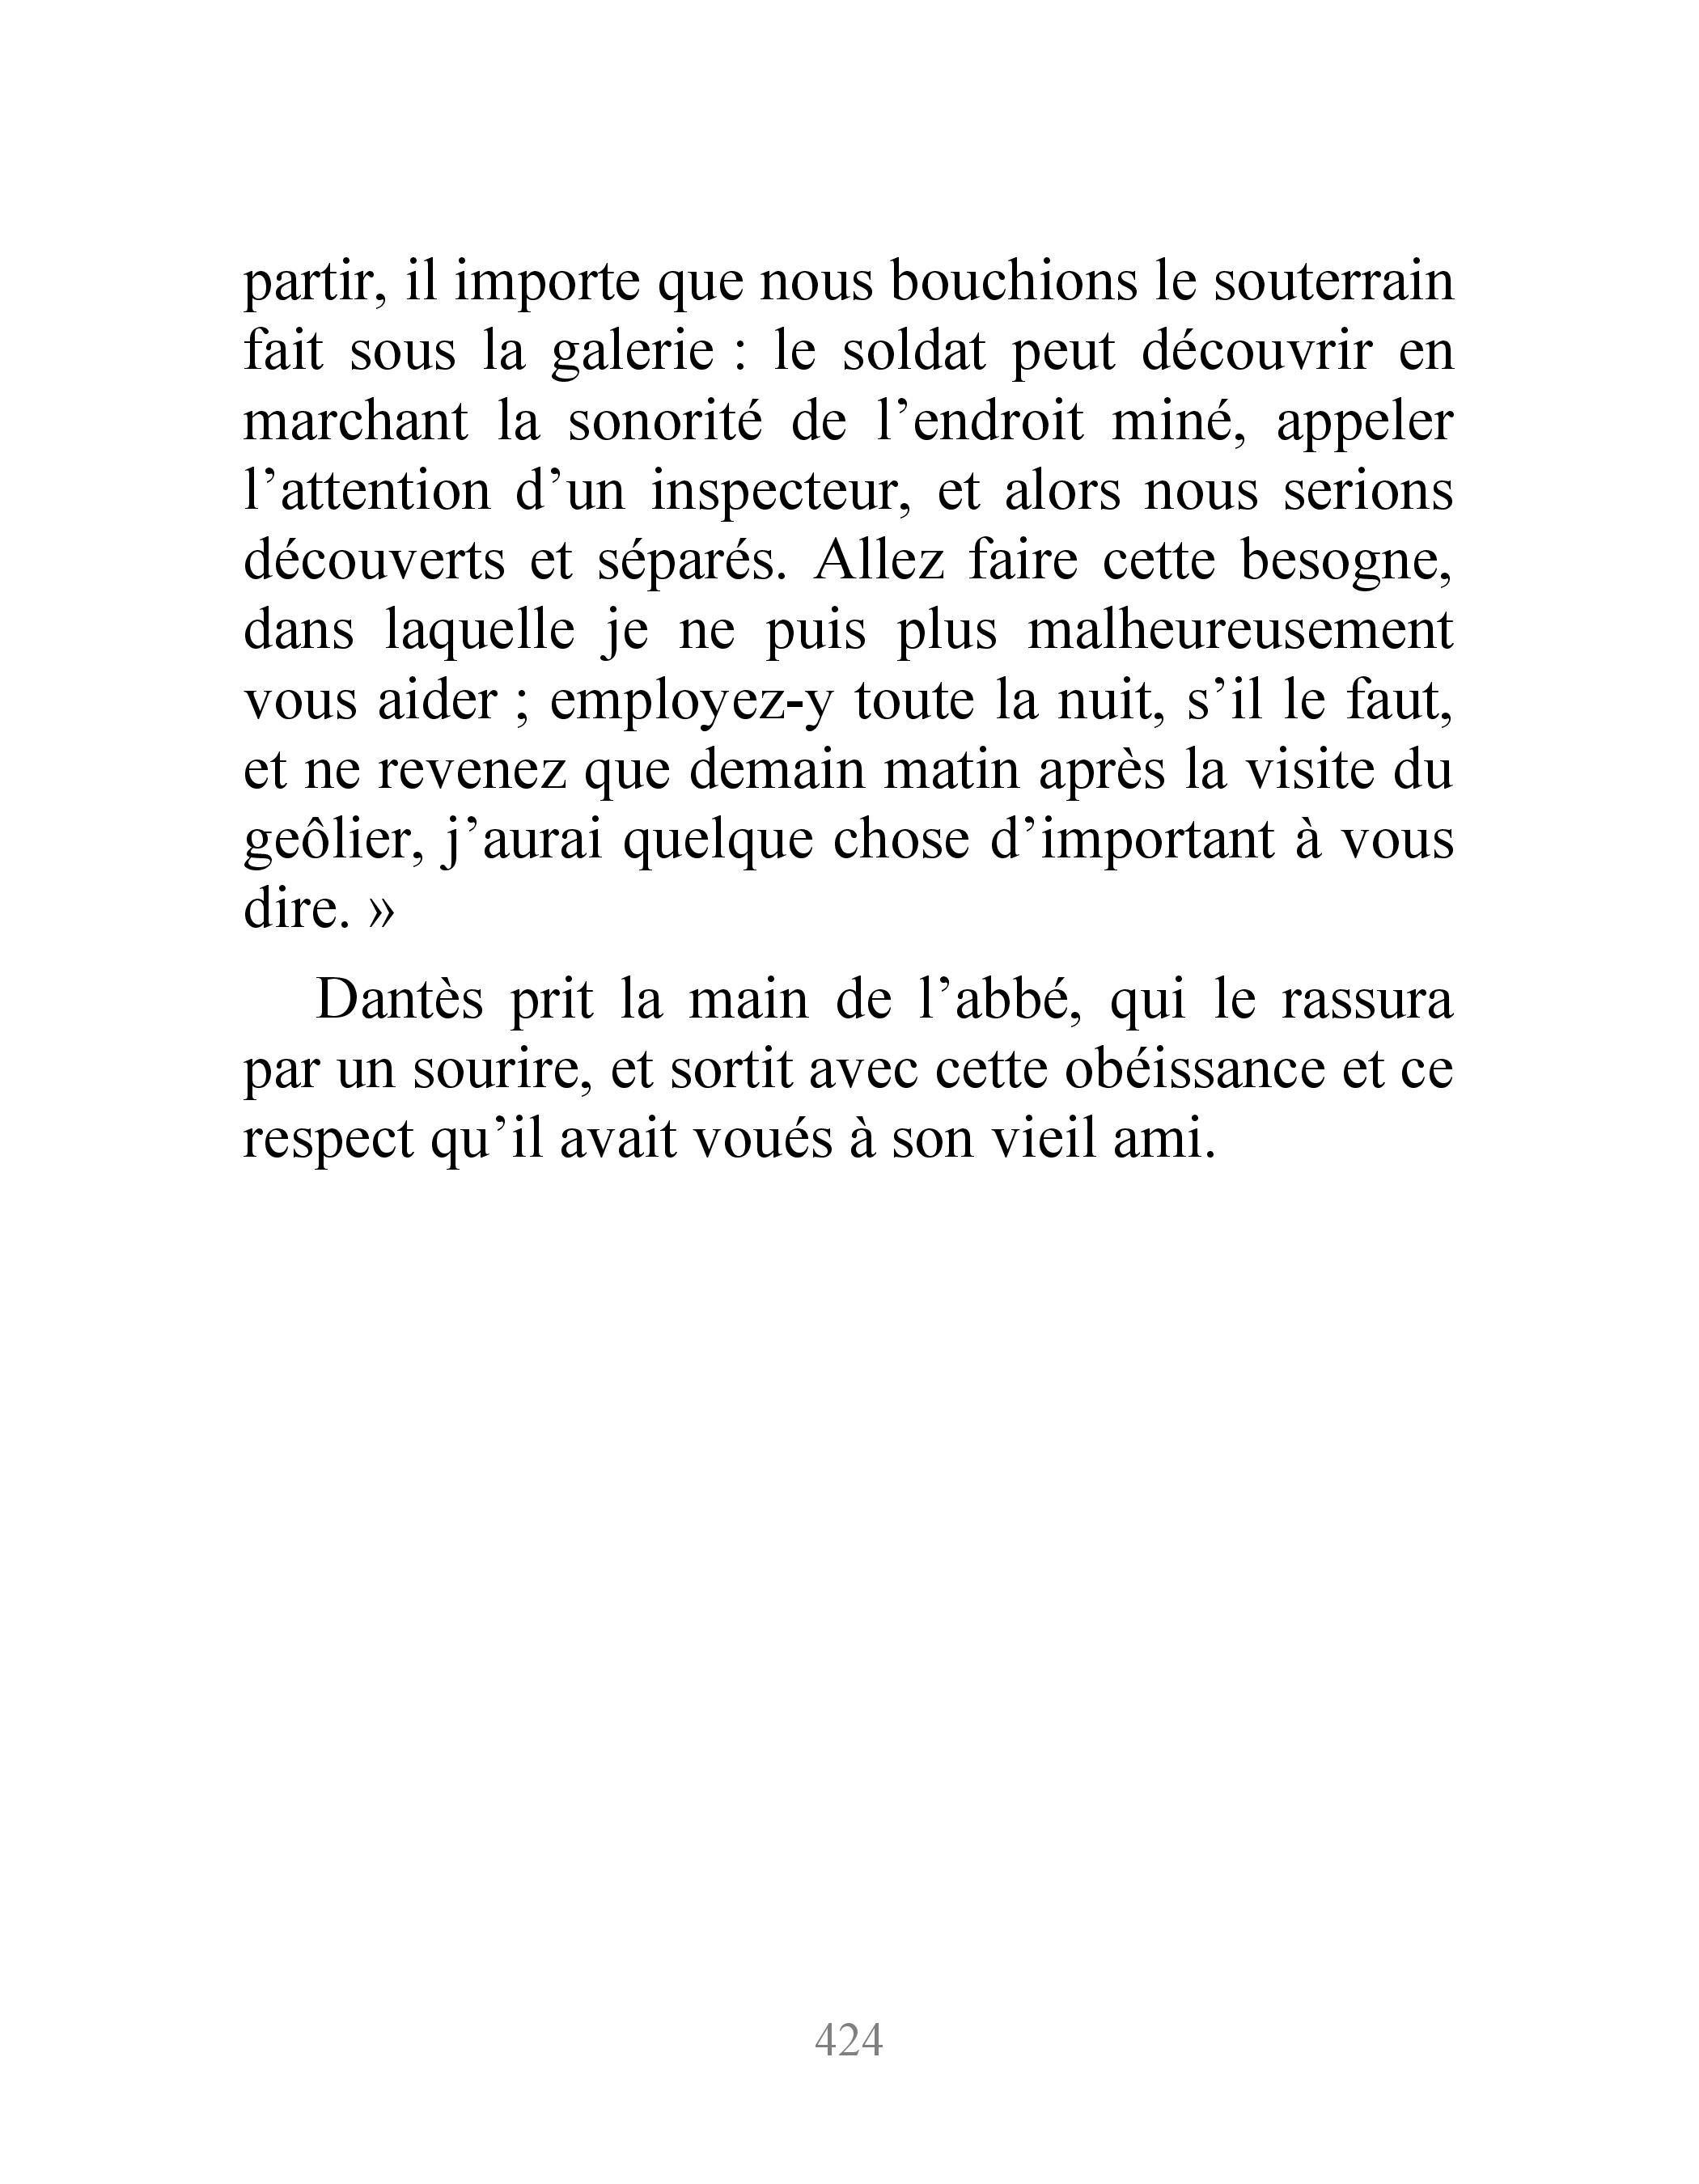 partir, il importe que nous bouchions le souterrain
fait sous la galerie : le soldat peut découvrir en
marchant la sonorité de l’endroit miné, appeler
l’attention d’un inspecteur, et alors nous serions
découverts et séparés. Allez faire cette besogne,
dans laquelle je ne puis plus malheureusement
vous aider ; employez-y toute la nuit, s’il le faut,
et ne revenez que demain matin après la visite du
geôlier, j’aurai quelque chose d’important à vous
dire. »
Dantès prit la main de l’abbé, qui le rassura
par un sourire, et sortit avec cette obéissance et ce
respect qu’il avait voués à son vieil ami.
424